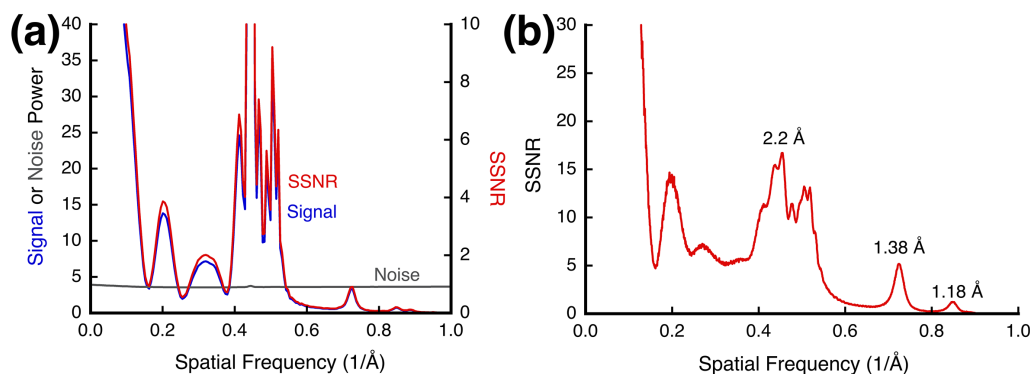 (a)
Signal or Noise Power
40
35
30
25
20
15
10
5
0
0.0 0.2 0.4 0.6 0.8 1.0
Spatial Frequency (1/Å)
10
8
6
4
2
0
SSNR
SSNR
Signal
Noise
(b)
SSNR
30
25
20
15
10
5
0
0.0 0.2 0.4 0.6 0.8 1.0
Spatial Frequency (1/Å)
2.2 Å
1.38 Å
1.18 Å